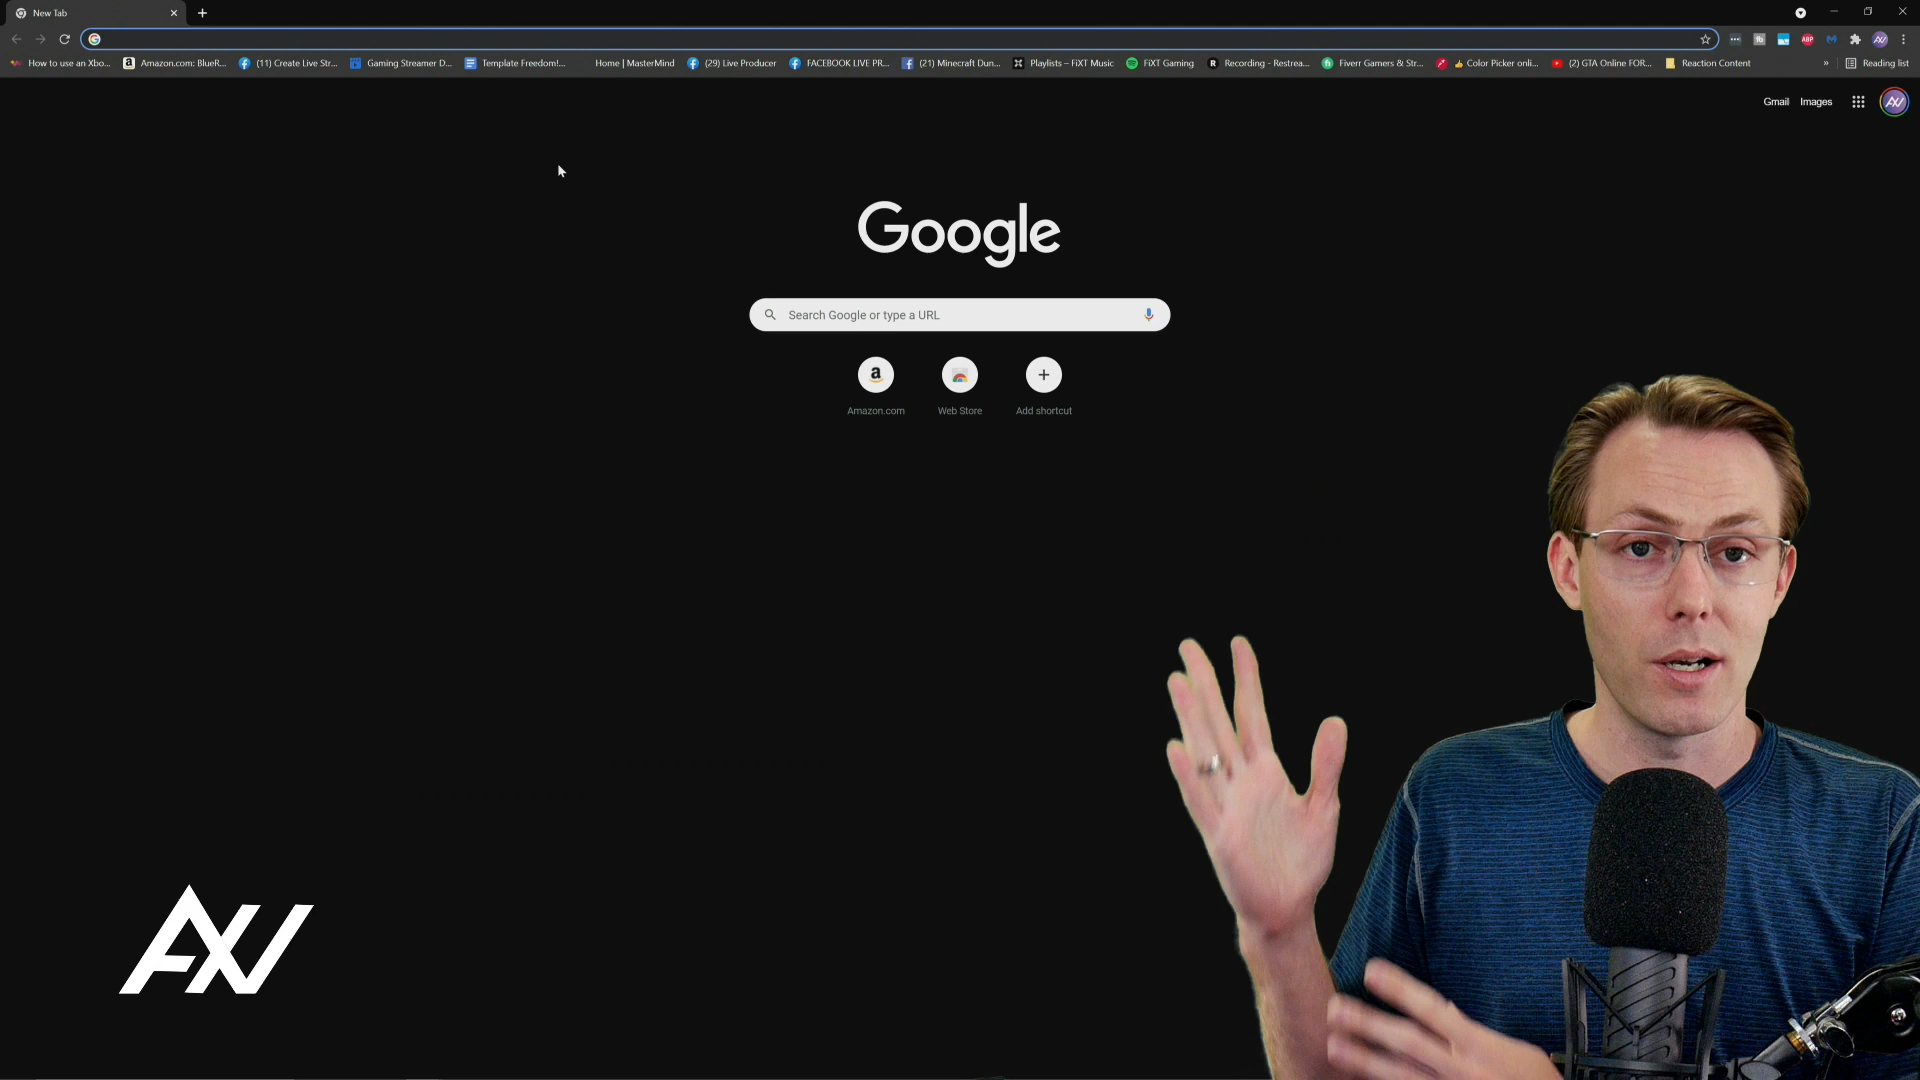 New Tab
How to use an Xbo...
Amazon.com: BlueR...
(11) Create Live Str...
Gaming Streamer D...
Template Freedom!...
Home | MasterMind
(29) Live Producer
FACEBOOK LIVE PR...
(21) Minecraft Dun...
Playlists – FiXT Music
FiXT Gaming
Recording - Restrea...
Fiverr Gamers & Str...
👍 Color Picker onli...
(2) GTA Online FOR...
Reaction Content
»
Reading list
Gmail
Images
Google
Search Google or type a URL
Amazon.com
Web Store
Add shortcut